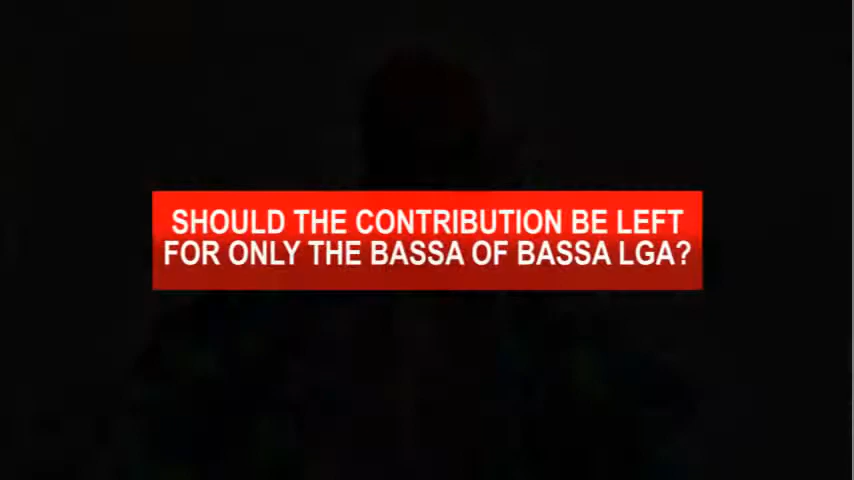 SHOULD THE CONTRIBUTION BE LEFT
FOR ONLY THE BASSA OF BASSA LGA?